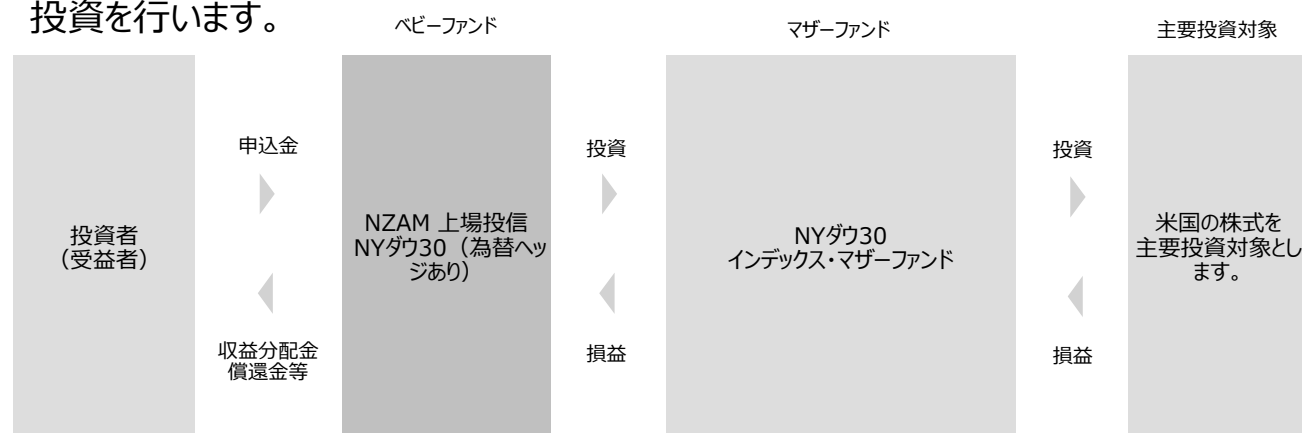 投資を行います。
ベビーファンド
マザーファンド
主要投資対象
投資者
（受益者）
申込金
収益分配金
償還金等
NZAM 上場投信
NYダウ30（為替ヘッ
ジあり）
投資
損益
NYダウ30
インデックス・マザーファンド
投資
損益
米国の株式を
主要投資対象とし
ます。